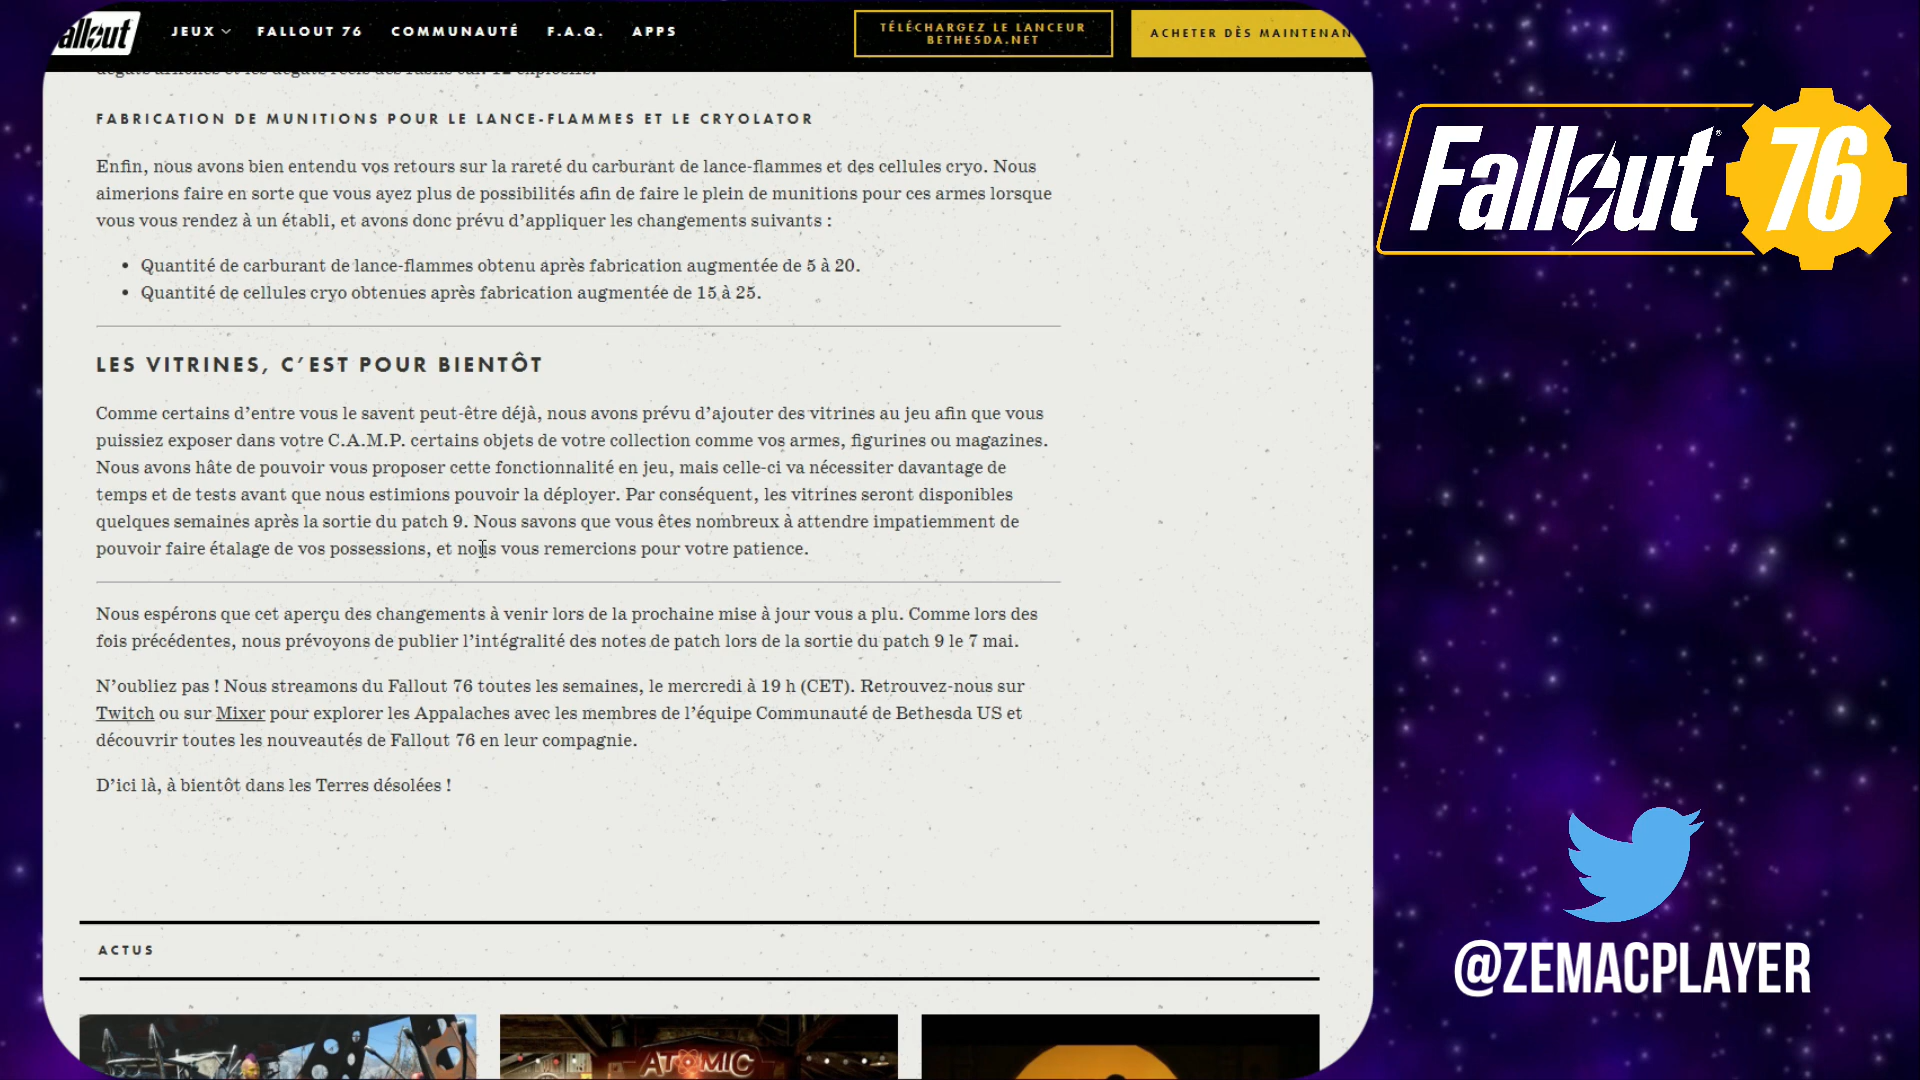 Fallout
JEUX
FALLOUT 76
COMMUNAUTÉ
F.A.Q.
APPS
TÉLÉCHARGEZ LE LANCEUR
BETHESDA.NET
ACHETER DÈS MAINTENAN
FABRICATION DE MUNITIONS POUR LE LANCE-FLAMMES ET LE CRYOLATOR
Enfin, nous avons bien entendu vos retours sur la rareté du carburant de lance-flammes et des cellules cryo. Nous
aimerions faire en sorte que vous ayez plus de possibilités afin de faire le plein de munitions pour ces armes lorsque
vous vous rendez à un établi, et avons donc prévu d’appliquer les changements suivants :
• Quantité de carburant de lance-flammes obtenu après fabrication augmentée de 5 à 20.
• Quantité de cellules cryo obtenues après fabrication augmentée de 15 à 25.
LES VITRINES, C’EST POUR BIENTÔT
Comme certains d’entre vous le savent peut-être déjà, nous avons prévu d’ajouter des vitrines au jeu afin que vous
puissiez exposer dans votre C.A.M.P. certains objets de votre collection comme vos armes, figurines ou magazines.
Nous avons hâte de pouvoir vous proposer cette fonctionnalité en jeu, mais celle-ci va nécessiter davantage de
temps et de tests avant que nous estimions pouvoir la déployer. Par conséquent, les vitrines seront disponibles
quelques semaines après la sortie du patch 9. Nous savons que vous êtes nombreux à attendre impatiemment de
pouvoir faire étalage de vos possessions, et nous vous remercions pour votre patience.
Nous espérons que cet aperçu des changements à venir lors de la prochaine mise à jour vous a plu. Comme lors des
fois précédentes, nous prévoyons de publier l’intégralité des notes de patch lors de la sortie du patch 9 le 7 mai.
N’oubliez pas ! Nous streamons du Fallout 76 toutes les semaines, le mercredi à 19 h (CET). Retrouvez-nous sur
Twitch ou sur Mixer pour explorer les Appalaches avec les membres de l’équipe Communauté de Bethesda US et
découvrir toutes les nouveautés de Fallout 76 en leur compagnie.
D’ici là, à bientôt dans les Terres désolées !
ACTUS
ATOMIC
Fallout 76
@ZEMACPLAYER